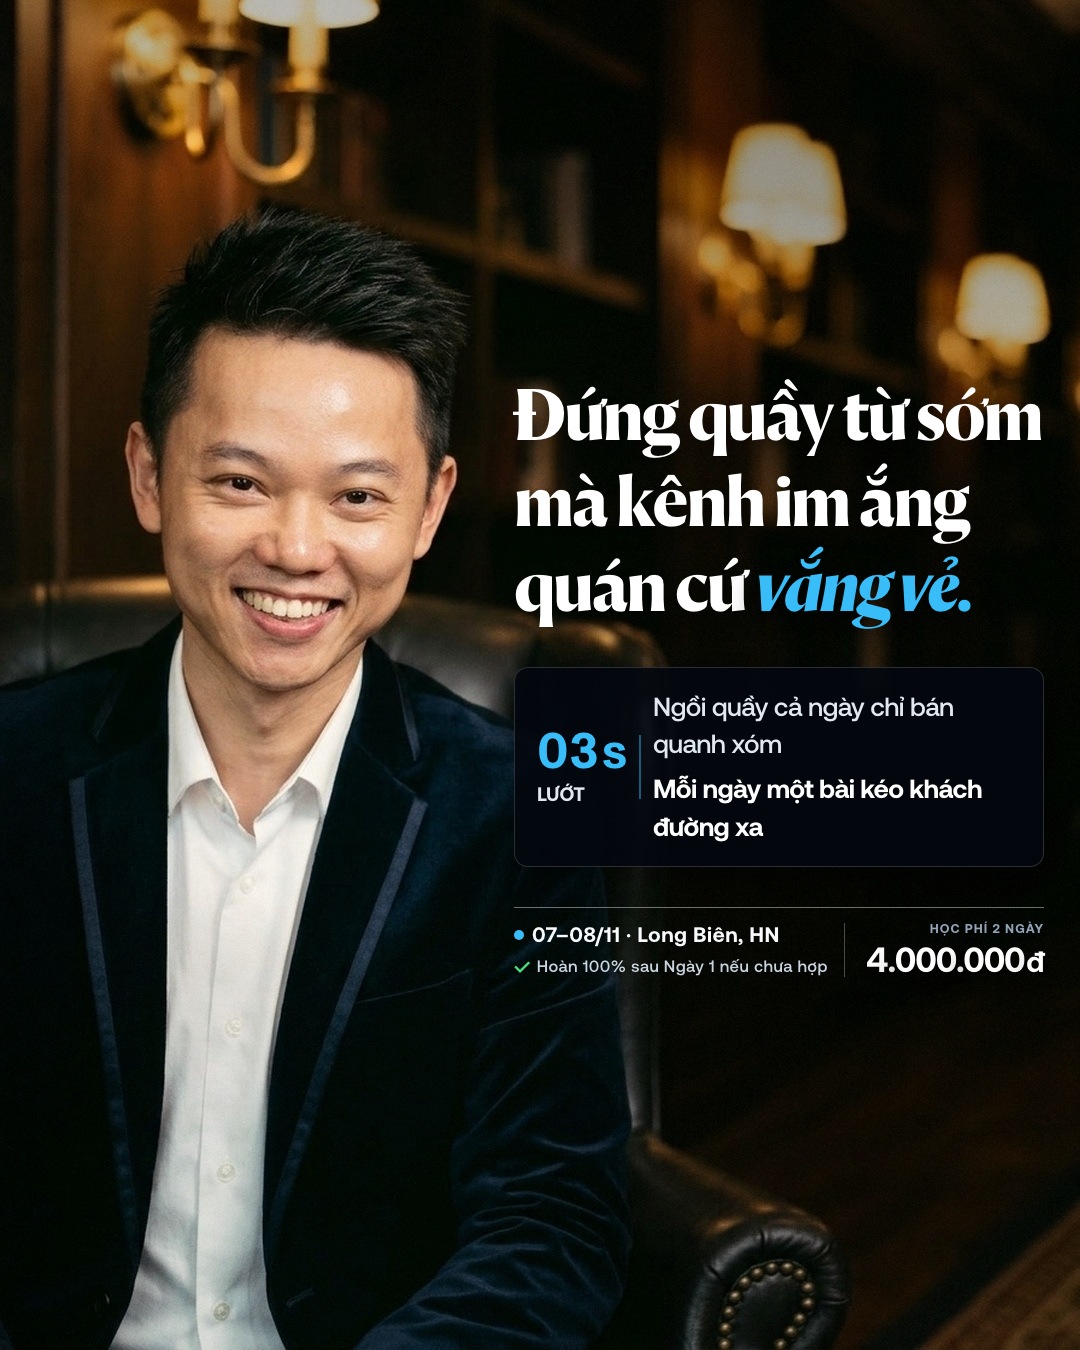 Đứng quầy từ sớm
mà kênh im ắng
quán cứ vắng vẻ.
03s
LƯỚT
Ngồi quầy cả ngày chỉ bán
quanh xóm
Mỗi ngày một bài kéo khách
đường xa
07–08/11 · Long Biên, HN
Hoàn 100% sau Ngày 1 nếu chưa hợp
HỌC PHÍ 2 NGÀY
4.000.000đ